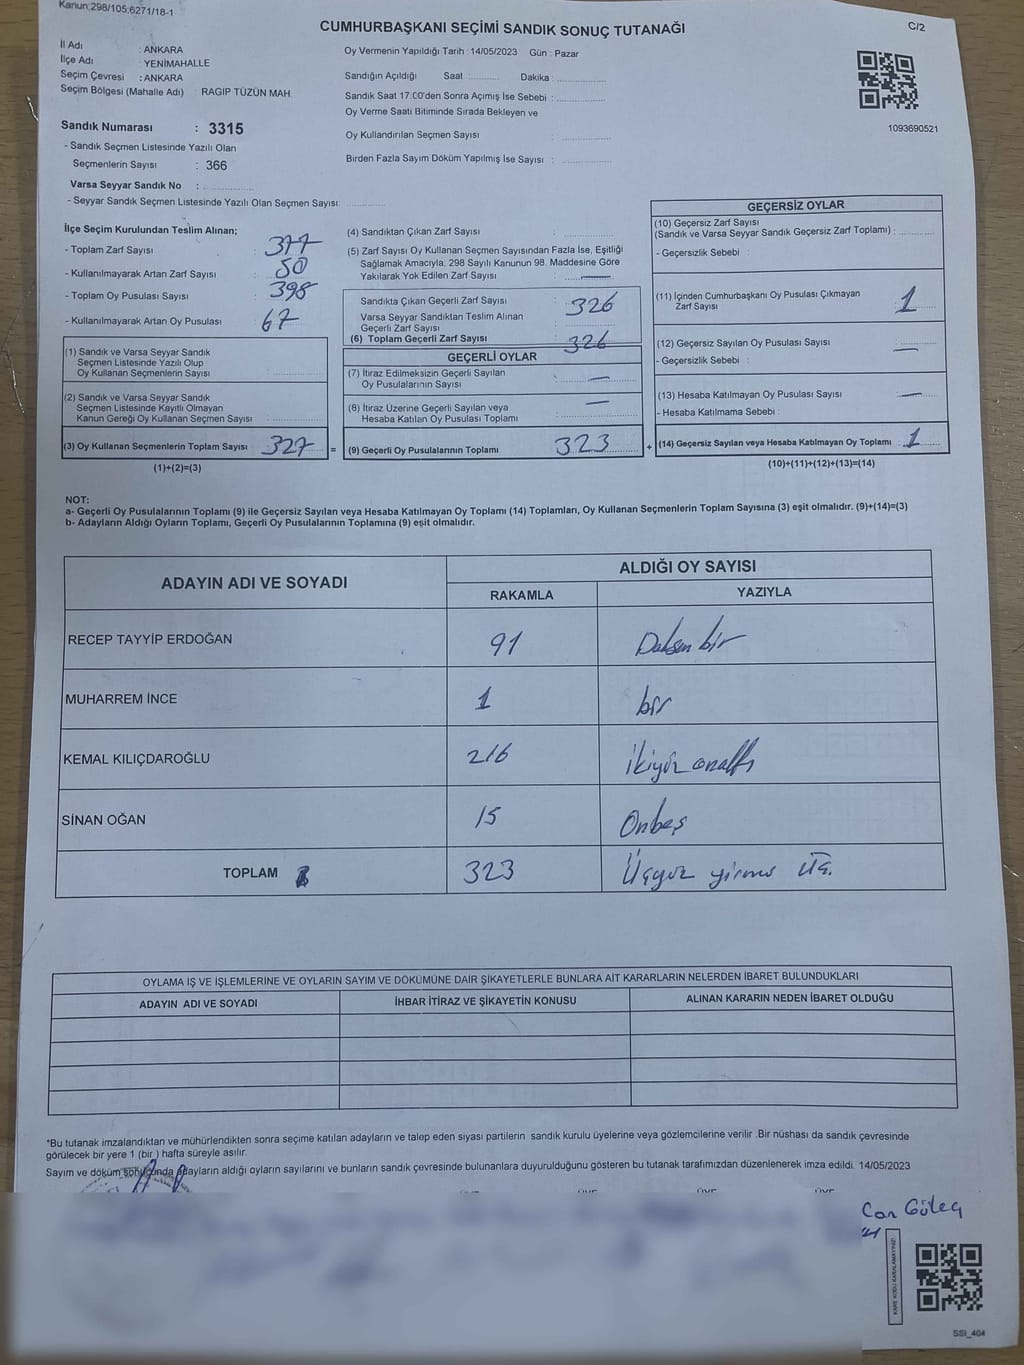 Kanun;298/105;6271/18-1
CUMHURBAŞKANI SEÇİMİ SANDIK SONUÇ TUTANAĞI
C/2
İl Adı : ANKARA
İlçe Adı : YENİMAHALLE
Seçim Çevresi : ANKARA
Seçim Bölgesi (Mahalle Adı) : RAGIP TÜZÜN MAH.
Sandık Numarası : 3315
- Sandık Seçmen Listesinde Yazılı Olan
Seçmenlerin Sayısı : 366
Varsa Seyyar Sandık No :
- Seyyar Sandık Seçmen Listesinde Yazılı Olan Seçmen Sayısı:
Oy Vermenin Yapıldığı Tarih : 14/05/2023 Gün : Pazar
Sandığın Açıldığı Saat : Dakika :
Sandık Saat 17:00'den Sonra Açımış İse Sebebi :
Oy Verme Saati Bitiminde Sırada Bekleyen ve
Oy Kullandırılan Seçmen Sayısı :
Birden Fazla Sayım Döküm Yapılmış İse Sayısı :
1093690521
İlçe Seçim Kurulundan Teslim Alınan;
- Toplam Zarf Sayısı : 377
- Kullanılmayarak Artan Zarf Sayısı : 50
- Toplam Oy Pusulası Sayısı : 398
- Kullanılmayarak Artan Oy Pusulası : 67
(1) Sandık ve Varsa Seyyar Sandık
Seçmen Listesinde Yazılı Olup
Oy Kullanan Seçmenlerin Sayısı :
(2) Sandık ve Varsa Seyyar Sandık
Seçmen Listesinde Kayıtlı Olmayan
Kanun Gereği Oy Kullanan Seçmen Sayısı :
(3) Oy Kullanan Seçmenlerin Toplam Sayısı : 327 =
(1)+(2)=(3)
(4) Sandıktan Çıkan Zarf Sayısı :
(5) Zarf Sayısı Oy Kullanan Seçmen Sayısından Fazla İse, Eşitliği
Sağlamak Amacıyla, 298 Sayılı Kanunun 98. Maddesine Göre
Yakılarak Yok Edilen Zarf Sayısı : —
Sandıkta Çıkan Geçerli Zarf Sayısı : 326
Varsa Seyyar Sandıktan Teslim Alınan
Geçerli Zarf Sayısı :
(6) Toplam Geçerli Zarf Sayısı : 326
GEÇERLİ OYLAR
(7) İtiraz Edilmeksizin Geçerli Sayılan
Oy Pusulalarının Sayısı : —
(8) İtiraz Üzerine Geçerli Sayılan veya
Hesaba Katılan Oy Pusulası Toplamı : —
(9) Geçerli Oy Pusulalarının Toplamı : 323 +
GEÇERSİZ OYLAR
(10) Geçersiz Zarf Sayısı
(Sandık ve Varsa Seyyar Sandık Geçersiz Zarf Toplamı) :
- Geçersizlik Sebebi :
(11) İçinden Cumhurbaşkanı Oy Pusulası Çıkmayan
Zarf Sayısı : 1
(12) Geçersiz Sayılan Oy Pusulası Sayısı : —
- Geçersizlik Sebebi :
(13) Hesaba Katılmayan Oy Pusulası Sayısı : —
- Hesaba Katılmama Sebebi :
(14) Geçersiz Sayılan veya Hesaba Katılmayan Oy Toplamı : 1
(10)+(11)+(12)+(13)=(14)
NOT:
a- Geçerli Oy Pusulalarının Toplamı (9) ile Geçersiz Sayılan veya Hesaba Katılmayan Oy Toplamı (14) Toplamları, Oy Kullanan Seçmenlerin Toplam Sayısına (3) eşit olmalıdır. (9)+(14)=(3)
b- Adayların Aldığı Oyların Toplamı, Geçerli Oy Pusulalarının Toplamına (9) eşit olmalıdır.
ADAYIN ADI VE SOYADI
ALDIĞI OY SAYISI
RAKAMLA YAZIYLA
RECEP TAYYİP ERDOĞAN 91 bir
MUHARREM İNCE 1 bir
KEMAL KILIÇDAROĞLU 216 ikiyüz onaltı
SİNAN OĞAN 15 Onbeş
TOPLAM 323 Üçyüz yirmi üç.
OYLAMA İŞ VE İŞLEMLERİNE VE OYLARIN SAYIM VE DÖKÜMÜNE DAİR ŞİKAYETLERLE BUNLARA AİT KARARLARIN NELERDEN İBARET BULUNDUKLARI
ADAYIN ADI VE SOYADI İHBAR İTİRAZ VE ŞİKAYETİN KONUSU ALINAN KARARIN NEDEN İBARET OLDUĞU
*Bu tutanak imzalandıktan ve mühürlendikten sonra seçime katılan adayların ve talep eden siyası partilerin sandık kurulu üyelerine veya gözlemcilerine verilir .Bir nüshası da sandık çevresinde
görülecek bir yere 1 (bir ) hafta süreyle asılır.
Sayım ve döküm sonucunda adayların aldığı oyların sayılarını ve bunların sandık çevresinde bulunanlara duyurulduğunu gösteren bu tutanak tarafımızdan düzenlenerek imza edildi. 14/05/2023
ÜYE ÜYE ÜYE ÜYE
Can Güleç
KARE KODU KARALAMAYINIZ!
SSI_404